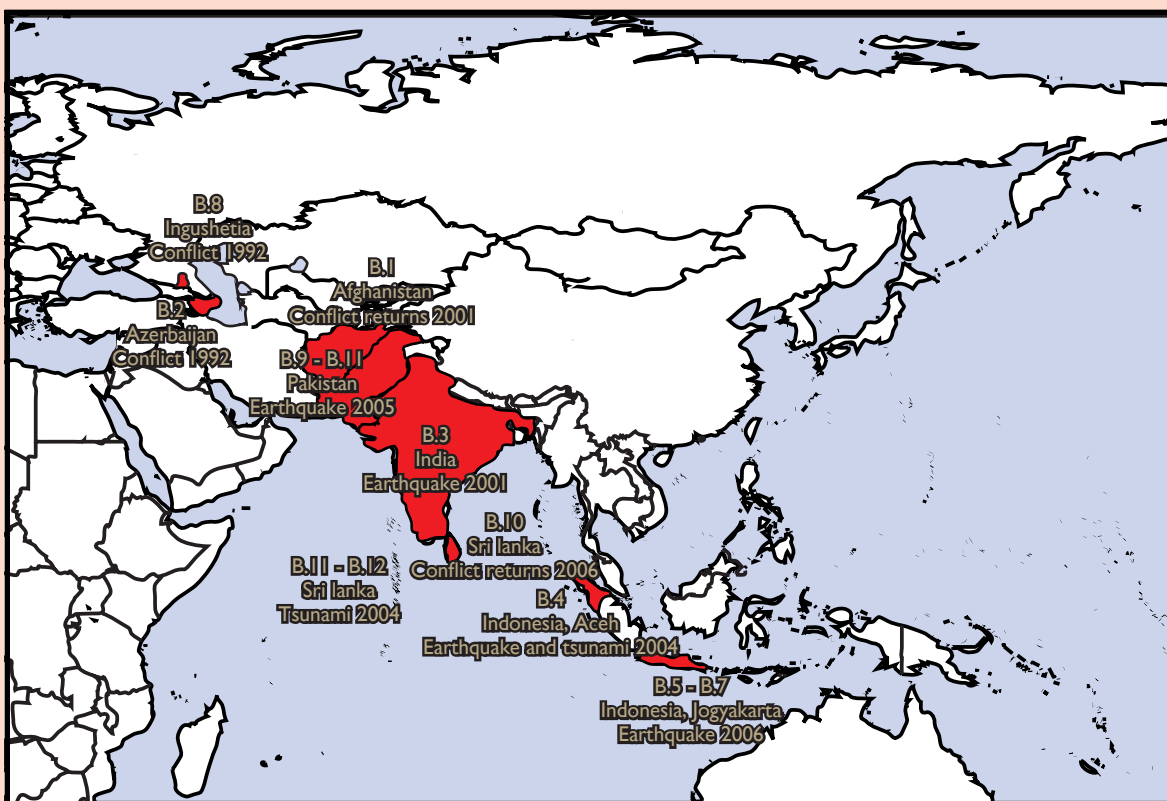 B.8
Ingushetia
Conflict 1992
B.1
Afghanistan
Conflict returns 2001
B.2
Azerbaijan
Conflict 1992
B.9 - B.11
Pakistan
Earthquake 2005
B.3
India
Earthquake 2001
B.10
Sri lanka
Conflict returns 2006
B.11 - B.12
Sri lanka
Tsunami 2004
B.4
Indonesia, Aceh
Earthquake and tsunami 2004
B.5 - B.7
Indonesia, Jogyakarta
Earthquake 2006